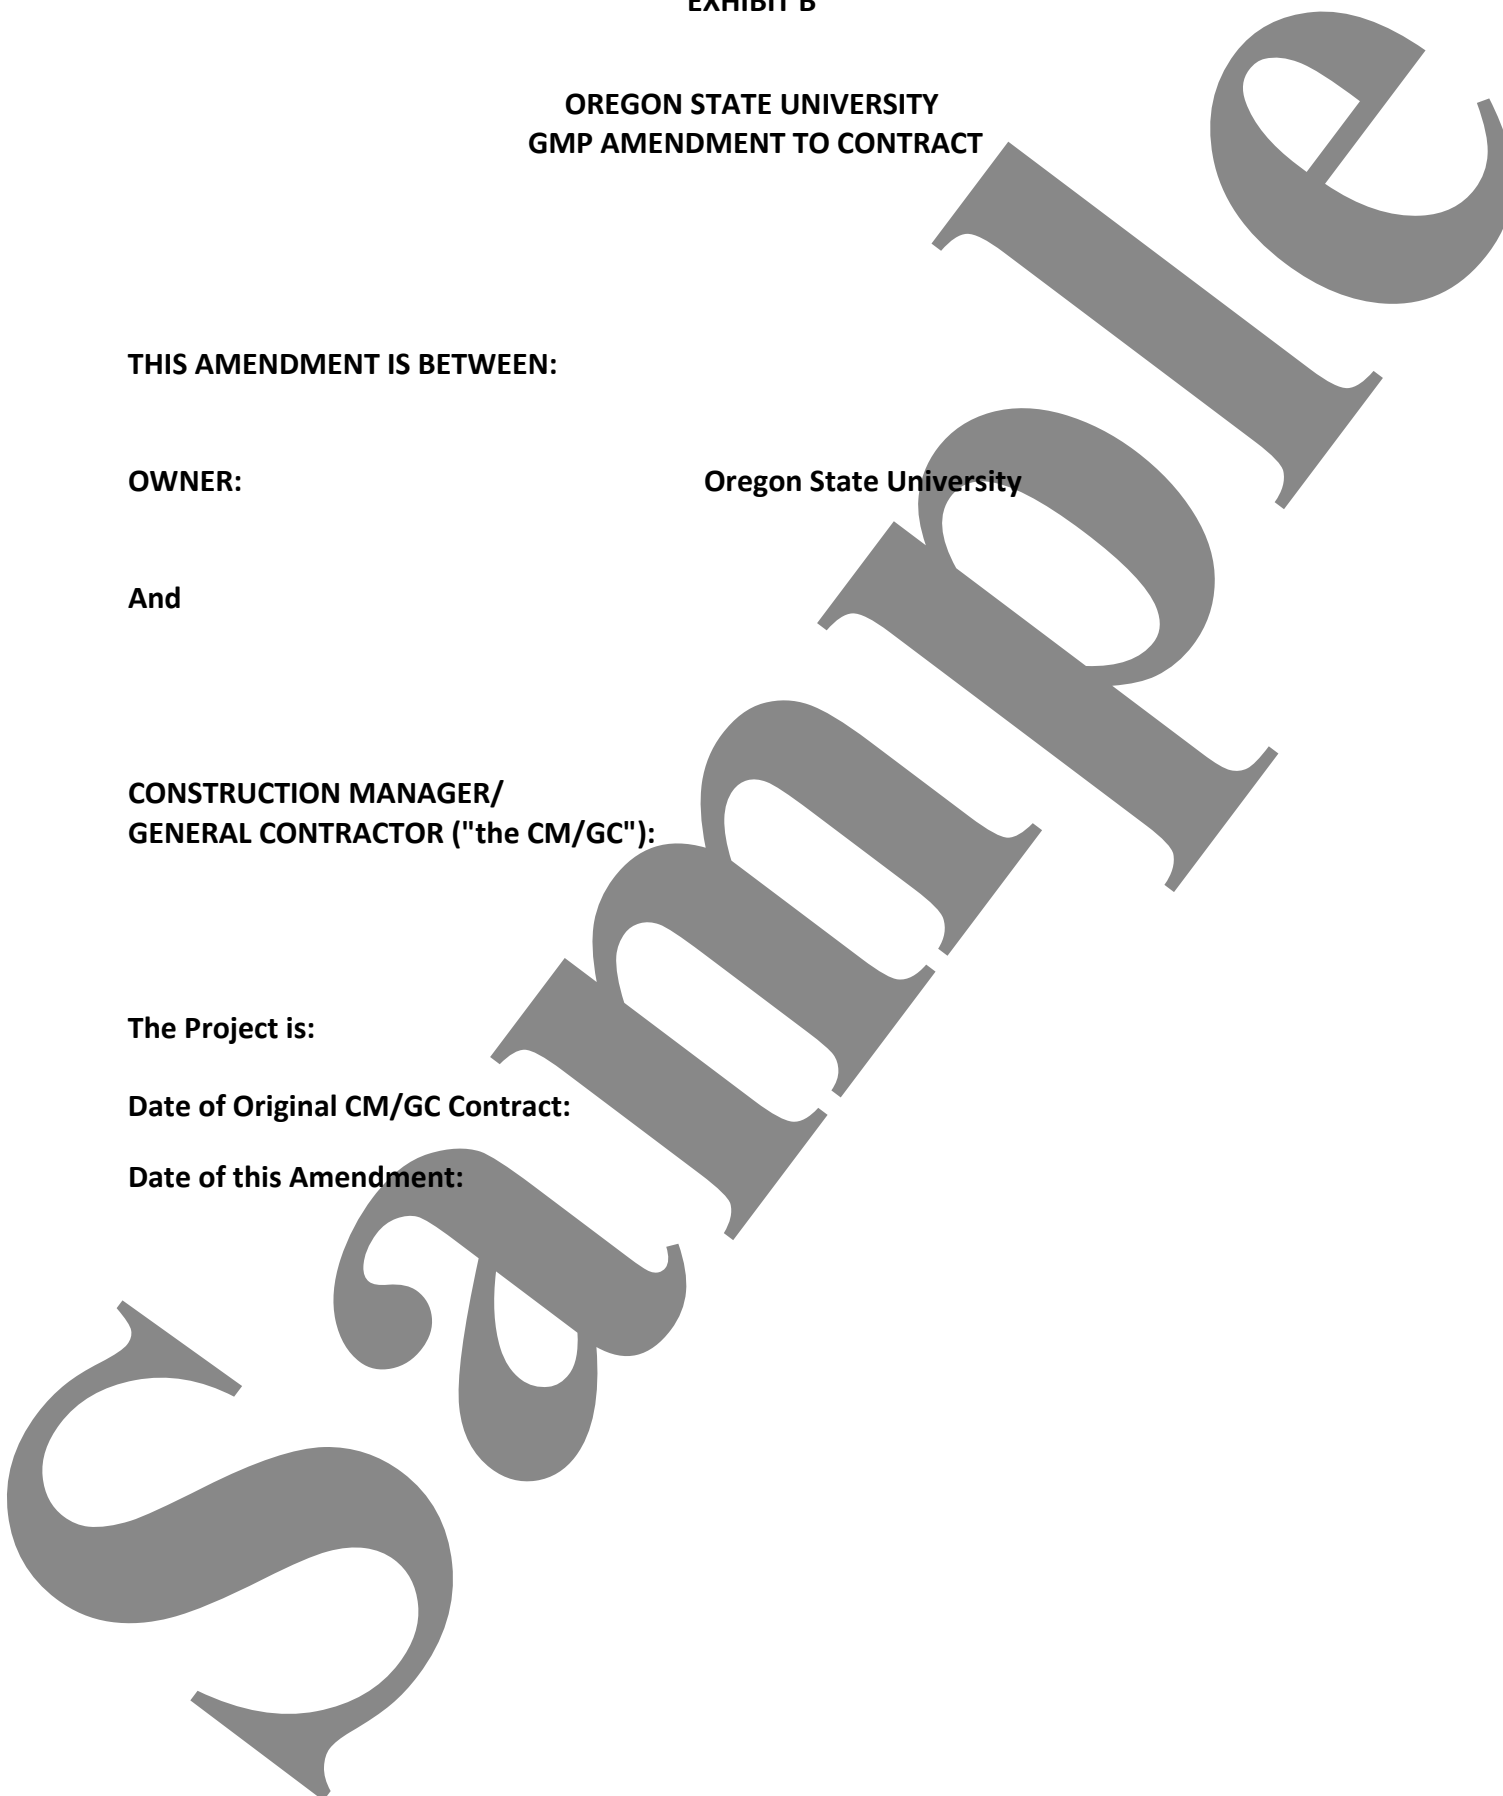 EXHIBIT B
OREGON STATE UNIVERSITY
GMP AMENDMENT TO CONTRACT
THIS AMENDMENT IS BETWEEN:
OWNER: Oregon State University
And
CONSTRUCTION MANAGER/
GENERAL CONTRACTOR ("the CM/GC"):
The Project is:
Date of Original CM/GC Contract:
Date of this Amendment:
Sample